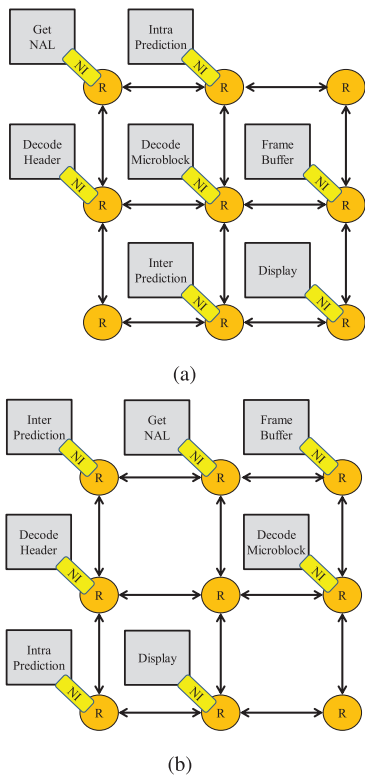 Get
NAL
NI
R
Intra
Prediction
NI
R
R
Decode
Header
NI
R
Decode
Microblock
NI
R
Frame
Buffer
NI
R
R
Inter
Prediction
NI
R
Display
NI
R
(a)
Inter
Prediction
NI
R
Get
NAL
NI
R
Frame
Buffer
NI
R
Decode
Header
NI
R
R
Decode
Microblock
NI
R
Intra
Prediction
NI
R
Display
NI
R
R
(b)